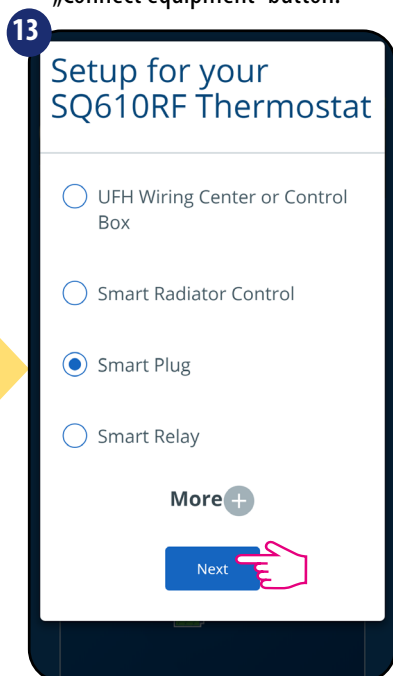 „Connect equipment" button.
13
Setup for your
SQ610RF Thermostat
UFH Wiring Center or Control
Box
Smart Radiator Control
Smart Plug
Smart Relay
More +
Next